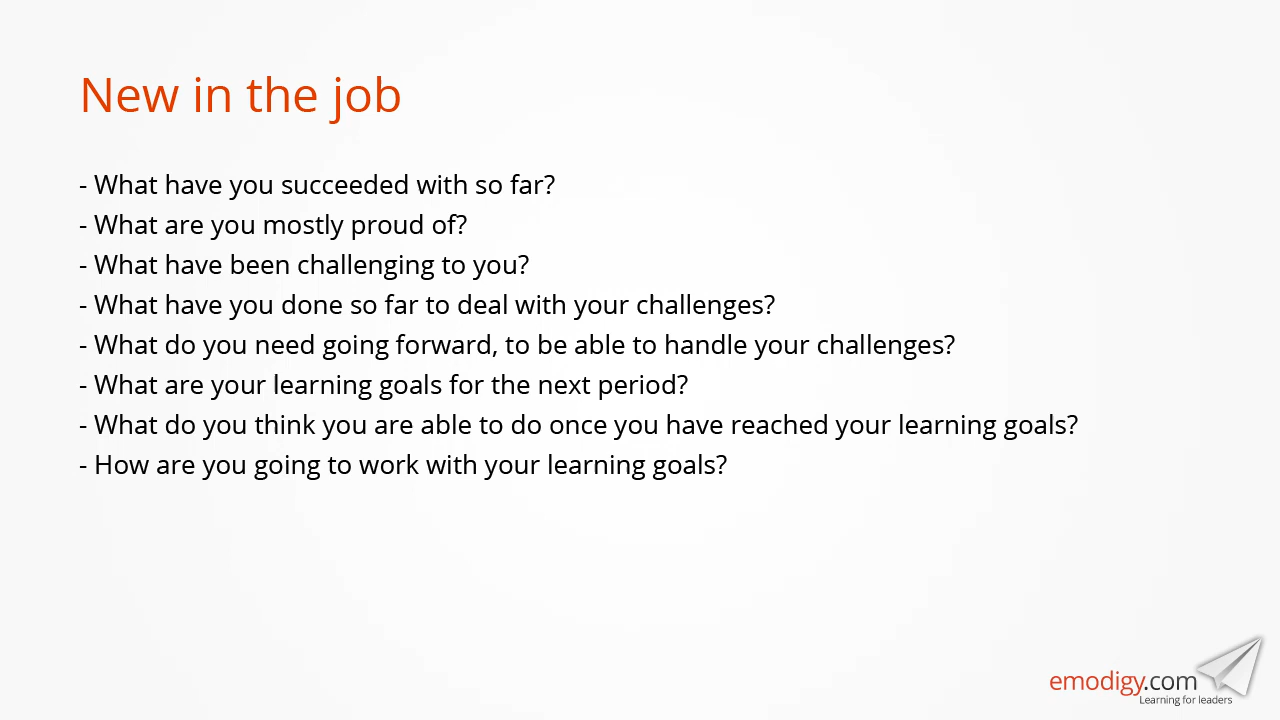 New in the job
- What have you succeeded with so far?
- What are you mostly proud of?
- What have been challenging to you?
- What have you done so far to deal with your challenges?
- What do you need going forward, to be able to handle your challenges?
- What are your learning goals for the next period?
- What do you think you are able to do once you have reached your learning goals?
- How are you going to work with your learning goals?
emodigy.com
Learning for leaders